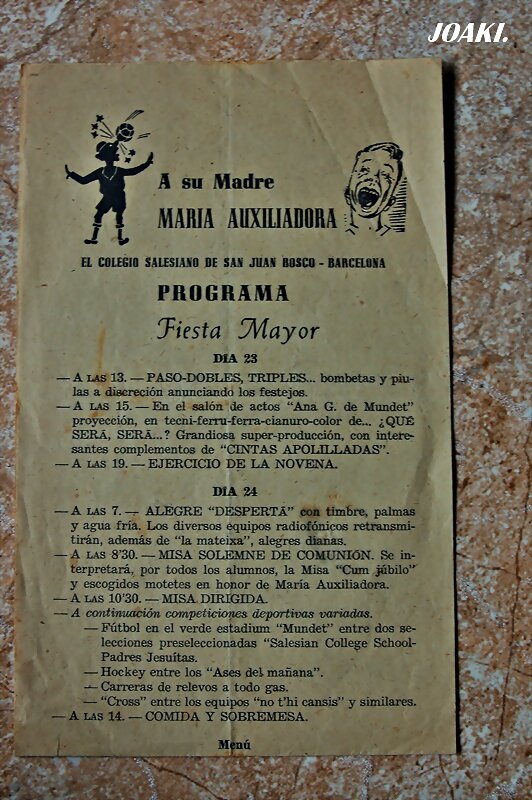 JOAKI.
A su Madre
MARIA AUXILIADORA
EL COLEGIO SALESIANO DE SAN JUAN BOSCO - BARCELONA
PROGRAMA
Fiesta Mayor
DIA 23
— A LAS 13. — PASO-DOBLES, TRIPLES... bombetas y piu-
las a discreción anunciando los festejos.
— A LAS 15. — En el salón de actos "Ana G. de Mundet"
proyección, en tecni-ferru-ferra-cianuro-color de... ¿QUÉ
SERÁ, SERÁ...? Grandiosa super-producción, con intere-
santes complementos de "CINTAS APOLILLADAS".
— A LAS 19. — EJERCICIO DE LA NOVENA.
DIA 24
— A LAS 7. — ALEGRE "DESPERTÁ" con timbre, palmas
y agua fría. Los diversos equipos radiofónicos retransmi-
tirán, además de "la mateixa", alegres dianas.
— A LAS 8'30. — MISA SOLEMNE DE COMUNIÓN. Se in-
terpretará, por todos los alumnos, la Misa "Cum júbilo"
y escogidos motetes en honor de María Auxiliadora.
— A LAS 10'30. — MISA DIRIGIDA.
— A continuación competiciones deportivas variadas.
— Fútbol en el verde estadium "Mundet" entre dos se-
lecciones preseleccionadas "Salesian College School-
Padres Jesuítas.
— Hockey entre los "Ases del mañana".
— Carreras de relevos a todo gas.
— "Cross" entre los equipos "no t'hi cansis" y similares.
— A LAS 14. — COMIDA Y SOBREMESA.
Menú